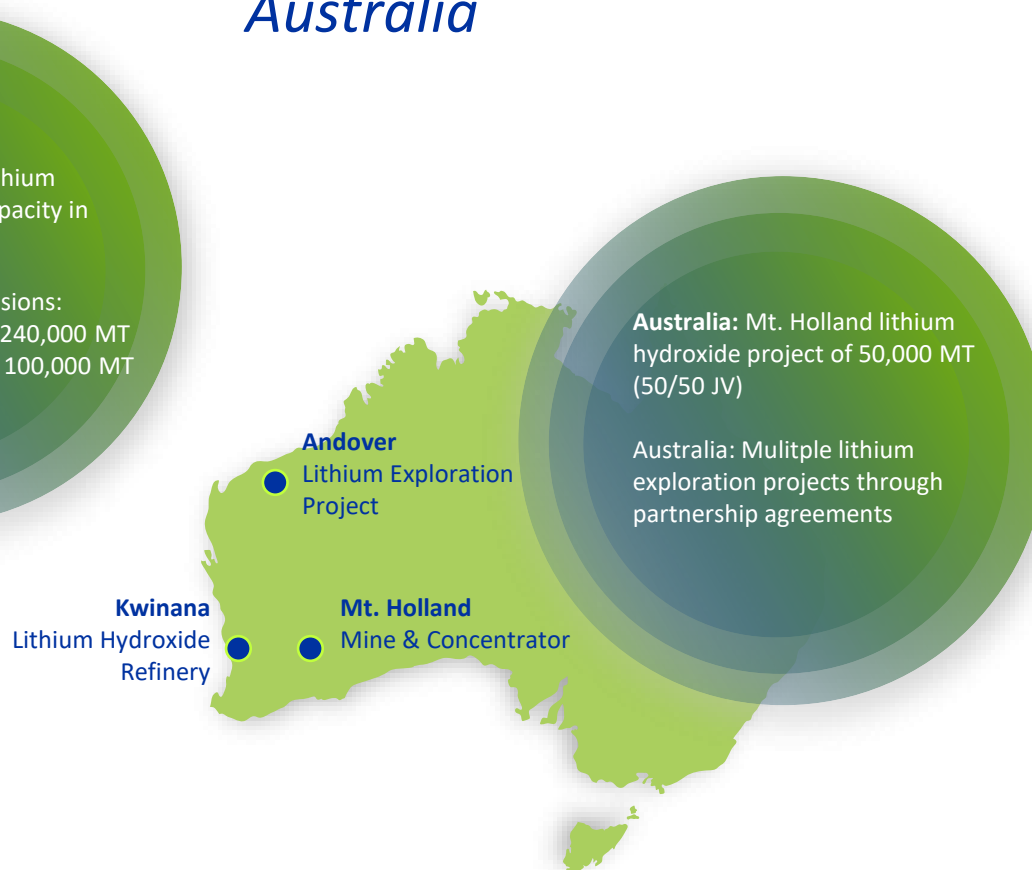 Australia
hium
pacity in
sions:
240,000 MT
100,000 MT
Australia: Mt. Holland lithium
hydroxide project of 50,000 MT
(50/50 JV)
Australia: Mulitple lithium
exploration projects through
partnership agreements
Andover
Lithium Exploration
Project
Kwinana
Lithium Hydroxide
Refinery
Mt. Holland
Mine & Concentrator